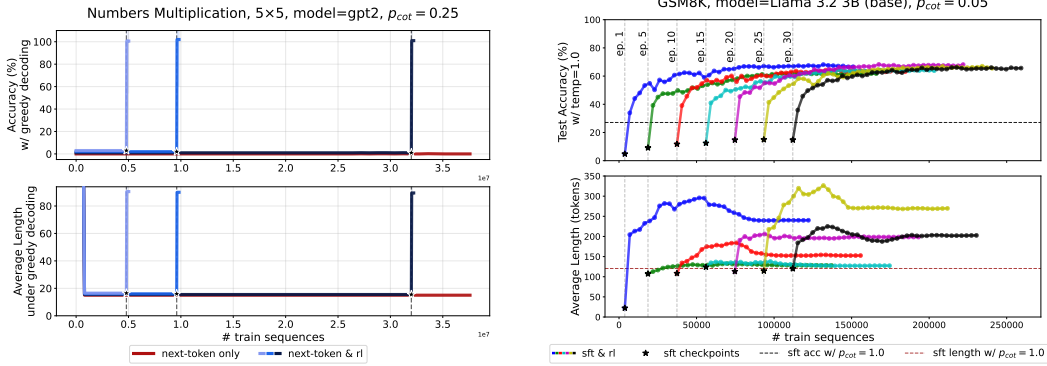 Numbers Multiplication, 5×5, model=gpt2, p_cot = 0.25
Accuracy (%)
w/ greedy decoding
100
80
60
40
20
0
0.0 0.5 1.0 1.5 2.0 2.5 3.0 3.5
1e7
Average Length
under greedy decoding
80
60
40
20
0
0.0 0.5 1.0 1.5 2.0 2.5 3.0 3.5
# train sequences
1e7
next-token only
next-token & rl
GSM8K, model=Llama 3.2 3B (base), p_cot = 0.05
Test Accuracy (%)
w/ temp=1.0
100
80
60
40
20
0
ep. 1
ep. 5
ep. 10
ep. 15
ep. 20
ep. 25
ep. 30
Average Length (tokens)
350
300
250
200
150
100
50
0
0 50000 100000 150000 200000 250000
# train sequences
sft & rl
sft checkpoints
sft acc w/ p_cot = 1.0
sft length w/ p_cot = 1.0